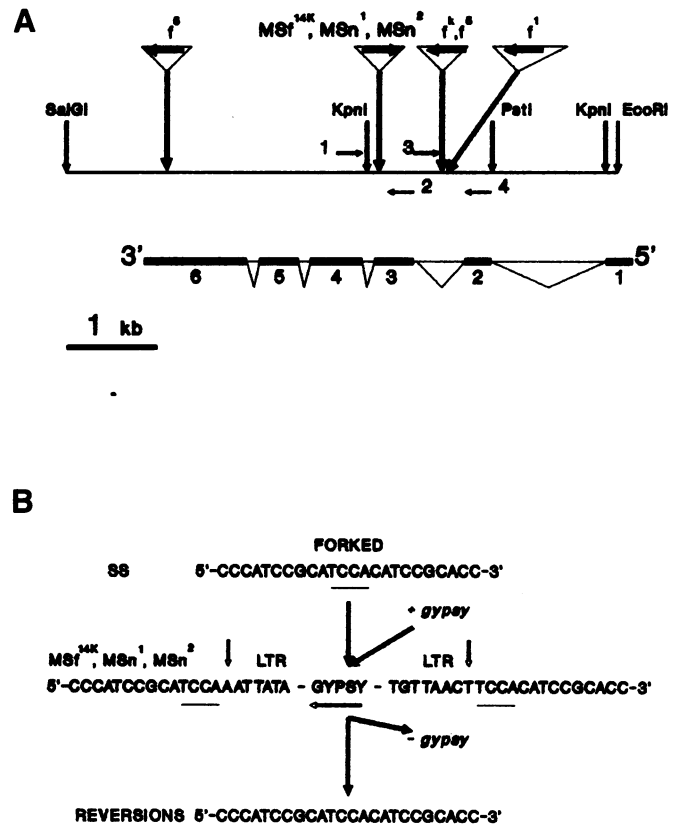 A
f⁵ MSf¹⁴ᴷ, MSn¹, MSn² fᵏ,f⁵ f¹
SalGI KpnI PstI KpnI EcoRI
1 3
2 4
3' 5'
6 5 4 3 2 1
1 kb
B
FORKED
SS 5'-CCCATCCGCATCCACATCCGCACC-3'
+ gypsy
MSf¹⁴ᴷ, MSn¹, MSn² LTR LTR
5'-CCCATCCGCATCCAAATTATA - GYPSY - TGTTAACTTCCACATCCGCACC-3'
- gypsy
REVERSIONS 5'-CCCATCCGCATCCACATCCGCACC-3'